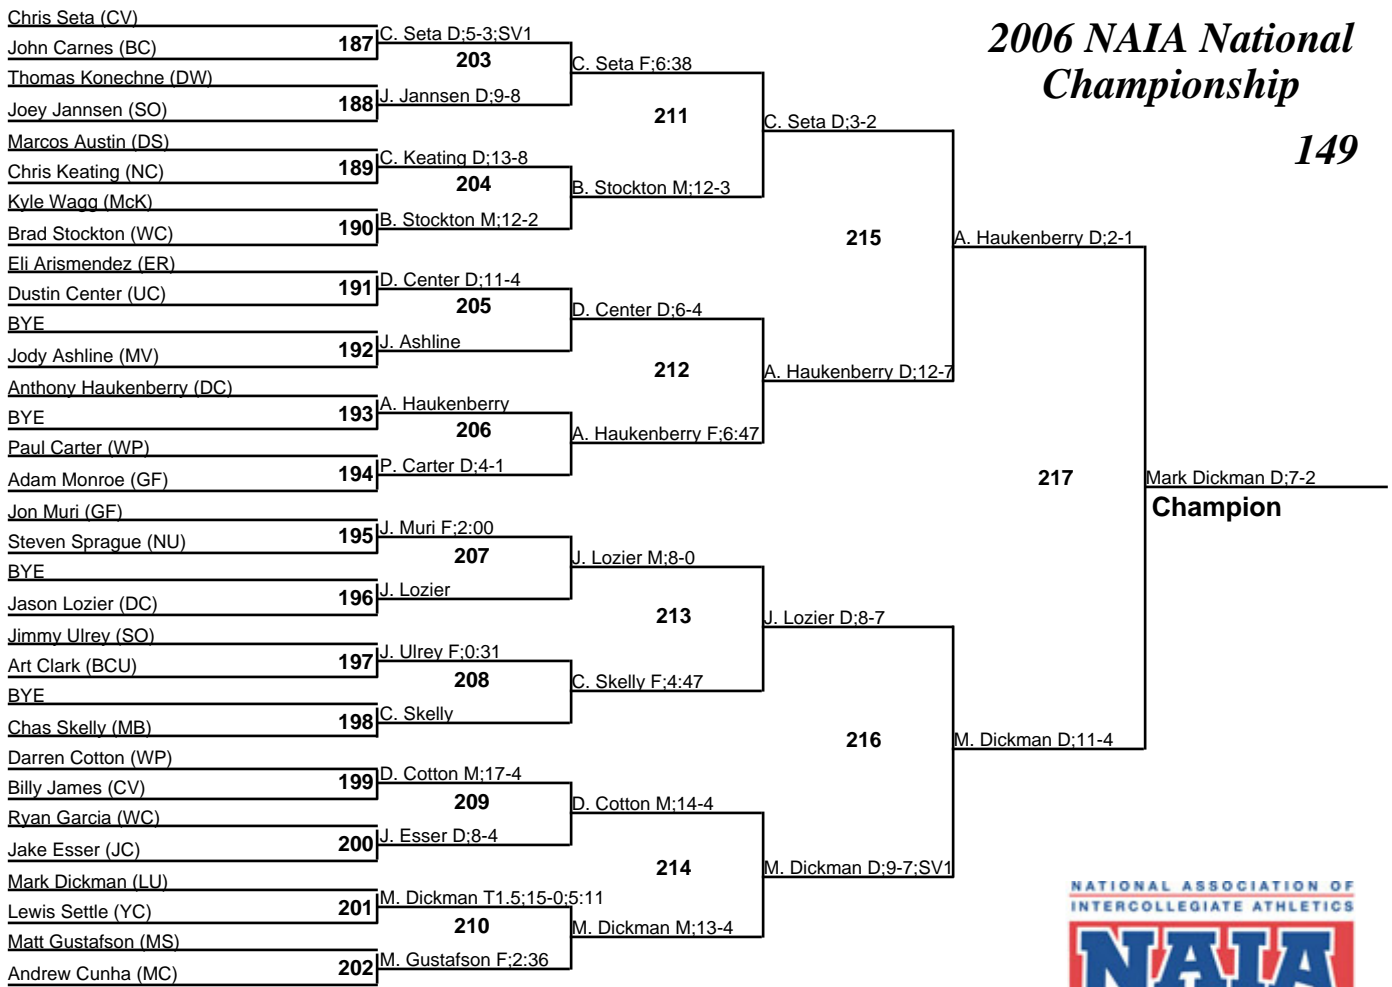 2006 NAIA National
Championship
149
Chris Seta (CV)
John Carnes (BC)
Thomas Konechne (DW)
Joey Jannsen (SO)
Marcos Austin (DS)
Chris Keating (NC)
Kyle Wagg (McK)
Brad Stockton (WC)
Eli Arismendez (ER)
Dustin Center (UC)
BYE
Jody Ashline (MV)
Anthony Haukenberry (DC)
BYE
Paul Carter (WP)
Adam Monroe (GF)
Jon Muri (GF)
Steven Sprague (NU)
BYE
Jason Lozier (DC)
Jimmy Ulrey (SO)
Art Clark (BCU)
BYE
Chas Skelly (MB)
Darren Cotton (WP)
Billy James (CV)
Ryan Garcia (WC)
Jake Esser (JC)
Mark Dickman (LU)
Lewis Settle (YC)
Matt Gustafson (MS)
Andrew Cunha (MC)
187
188
189
190
191
192
193
194
195
196
197
198
199
200
201
202
C. Seta D;5-3;SV1
J. Jannsen D;9-8
C. Keating D;13-8
B. Stockton M;12-2
D. Center D;11-4
J. Ashline
A. Haukenberry
P. Carter D;4-1
J. Muri F;2:00
J. Lozier
J. Ulrey F;0:31
C. Skelly
D. Cotton M;17-4
J. Esser D;8-4
M. Dickman T1.5;15-0;5:11
M. Gustafson F;2:36
203
204
205
206
207
208
209
210
C. Seta F;6:38
B. Stockton M;12-3
D. Center D;6-4
A. Haukenberry F;6:47
J. Lozier M;8-0
C. Skelly F;4:47
D. Cotton M;14-4
M. Dickman M;13-4
211
212
213
214
C. Seta D;3-2
A. Haukenberry D;12-7
J. Lozier D;8-7
M. Dickman D;9-7;SV1
215
216
A. Haukenberry D;2-1
M. Dickman D;11-4
217
Mark Dickman D;7-2
Champion
NATIONAL ASSOCIATION OF
INTERCOLLEGIATE ATHLETICS
NAIA